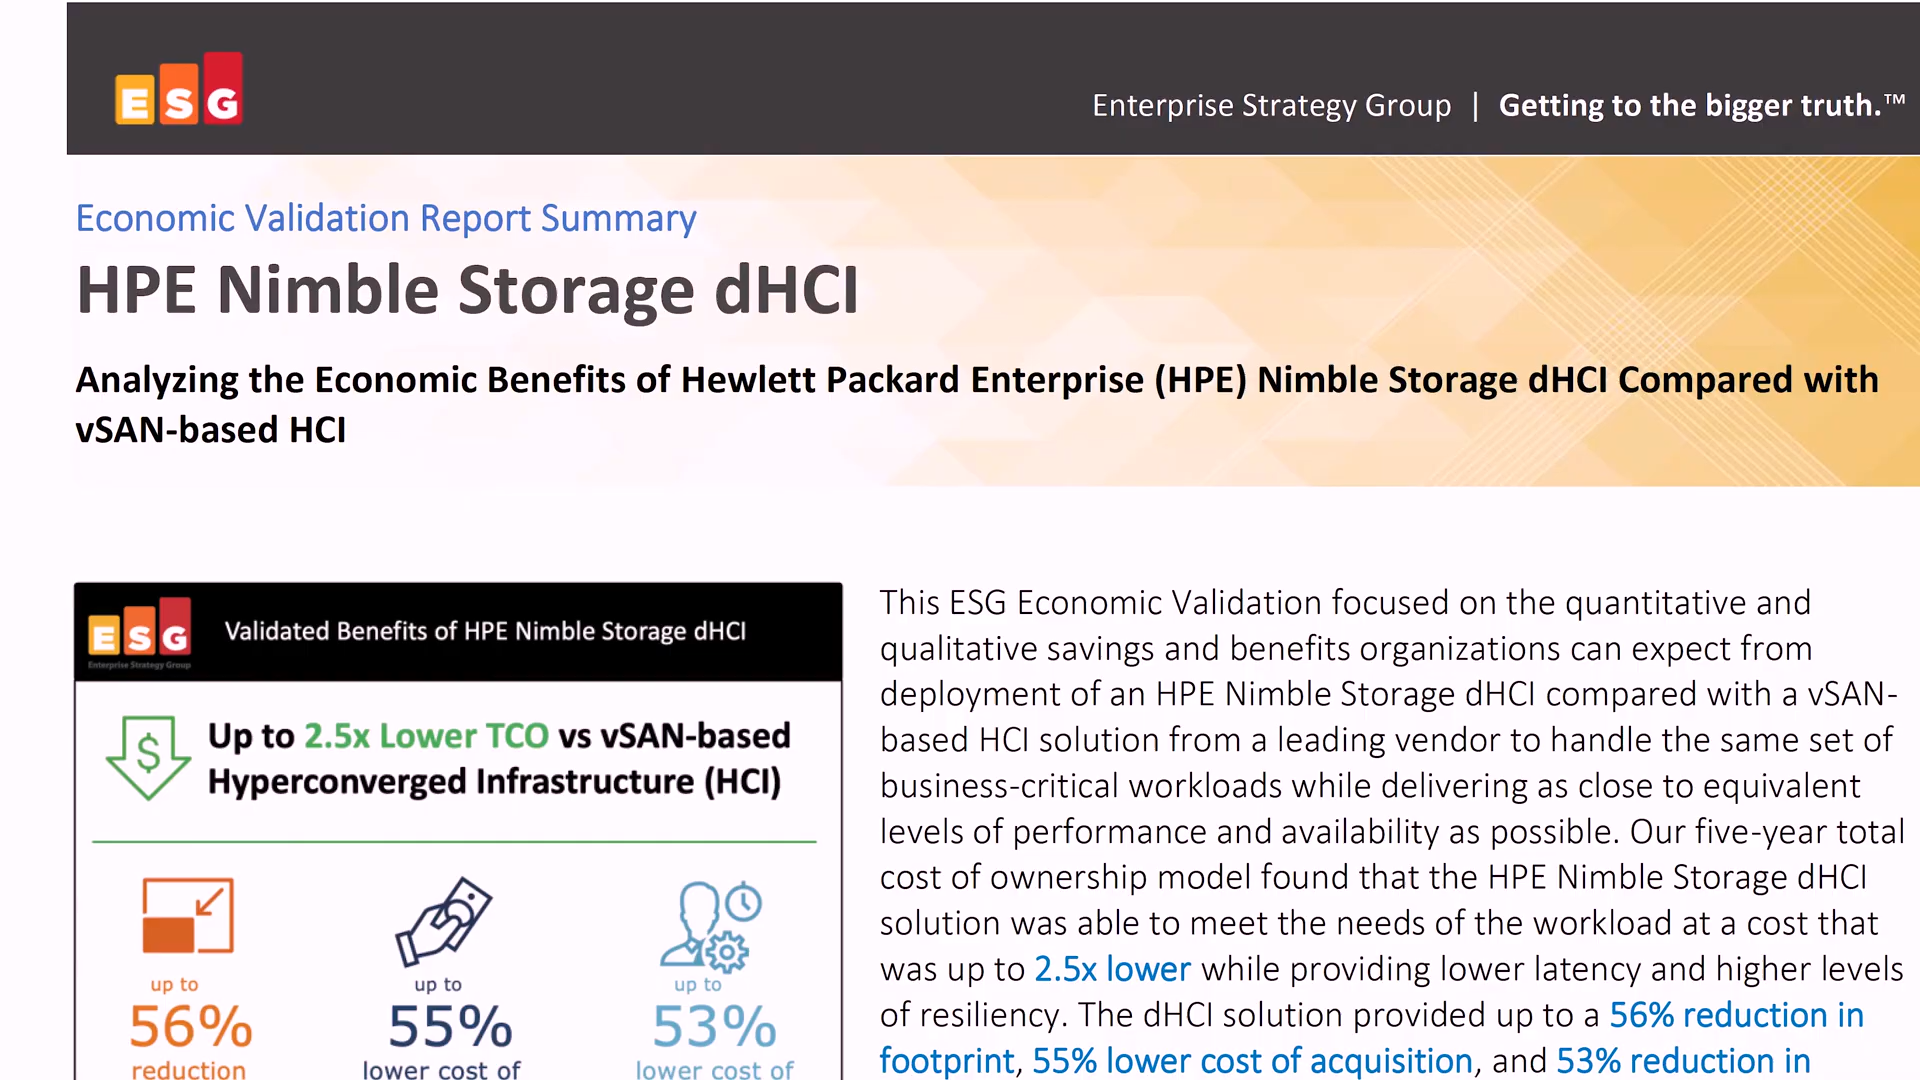 ESG
Enterprise Strategy Group | Getting to the bigger truth.™
Economic Validation Report Summary
HPE Nimble Storage dHCI
Analyzing the Economic Benefits of Hewlett Packard Enterprise (HPE) Nimble Storage dHCI Compared with
vSAN-based HCI
ESG
Enterprise Strategy Group
Validated Benefits of HPE Nimble Storage dHCI
$
Up to 2.5x Lower TCO vs vSAN-based
Hyperconverged Infrastructure (HCI)
up to
56%
reduction
up to
55%
lower cost of
up to
53%
lower cost of
This ESG Economic Validation focused on the quantitative and
qualitative savings and benefits organizations can expect from
deployment of an HPE Nimble Storage dHCI compared with a vSAN-
based HCI solution from a leading vendor to handle the same set of
business-critical workloads while delivering as close to equivalent
levels of performance and availability as possible. Our five-year total
cost of ownership model found that the HPE Nimble Storage dHCI
solution was able to meet the needs of the workload at a cost that
was up to 2.5x lower while providing lower latency and higher levels
of resiliency. The dHCI solution provided up to a 56% reduction in
footprint, 55% lower cost of acquisition, and 53% reduction in